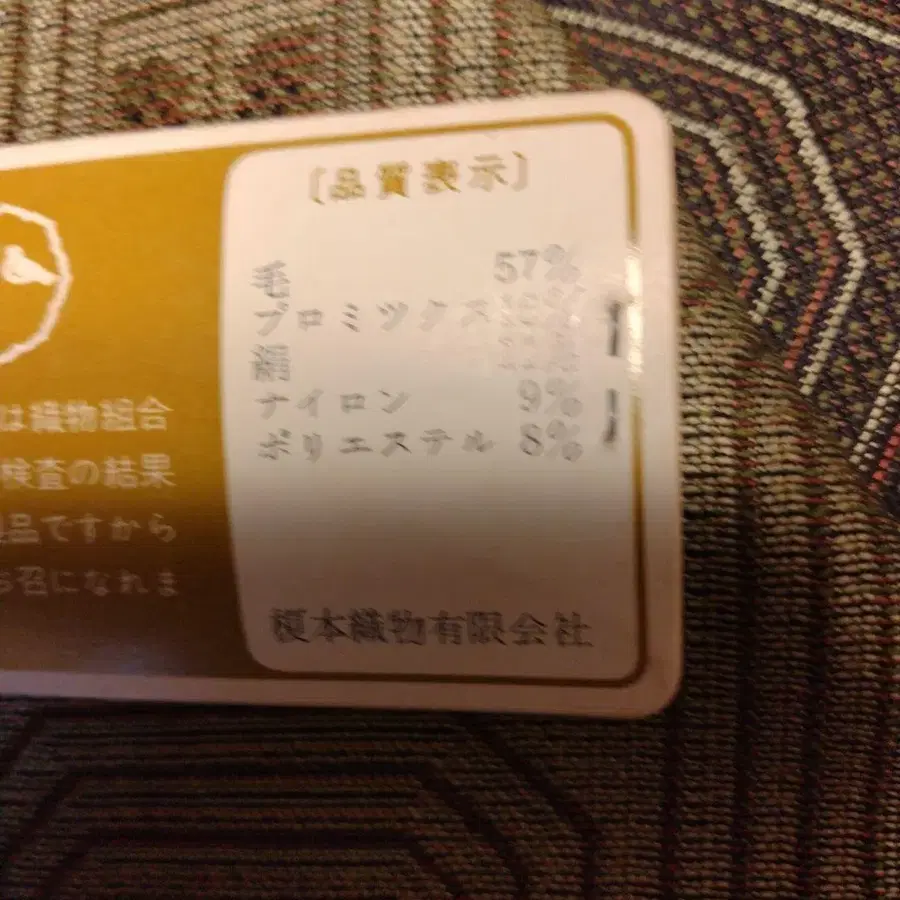 〔品質表示〕
毛 57%
プロミックス
ナイロン 9%
ポリエステル 8%
榎本織物有限会社
は織物組合
検査の結果
品ですから
お召になれま